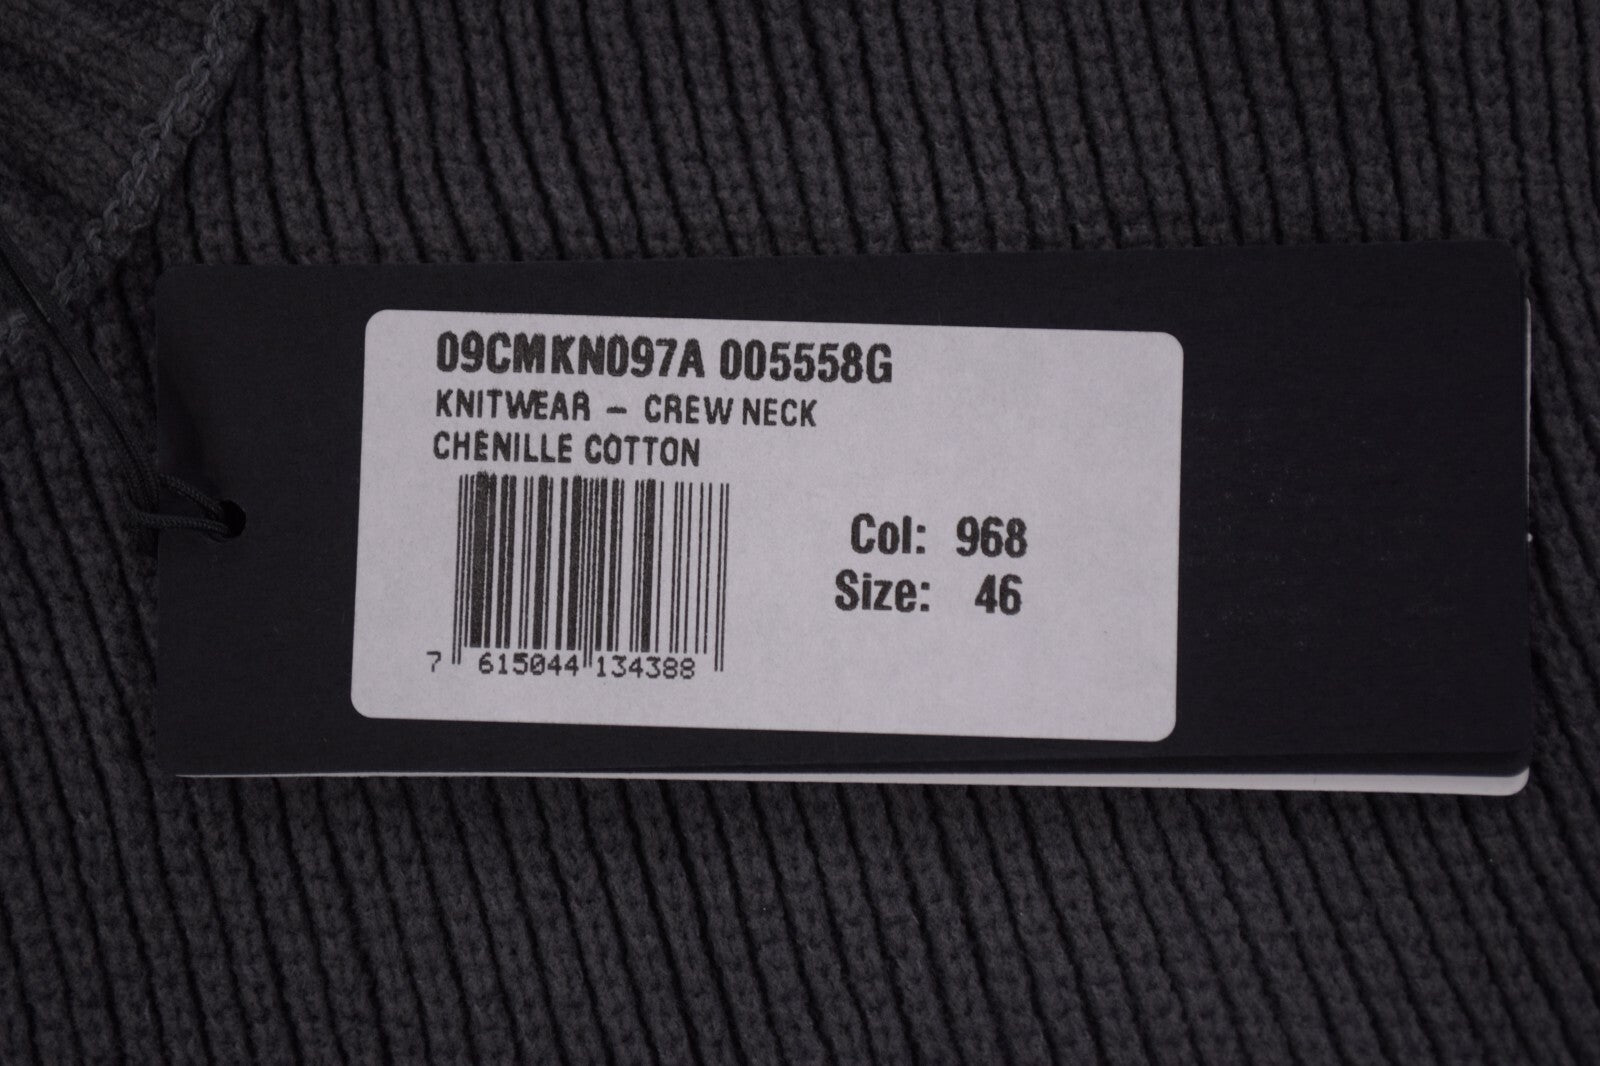 09CMKN097A 005558G
KNITWEAR – CREW NECK
CHENILLE COTTON
Col: 968
Size: 46
7 615044 134388